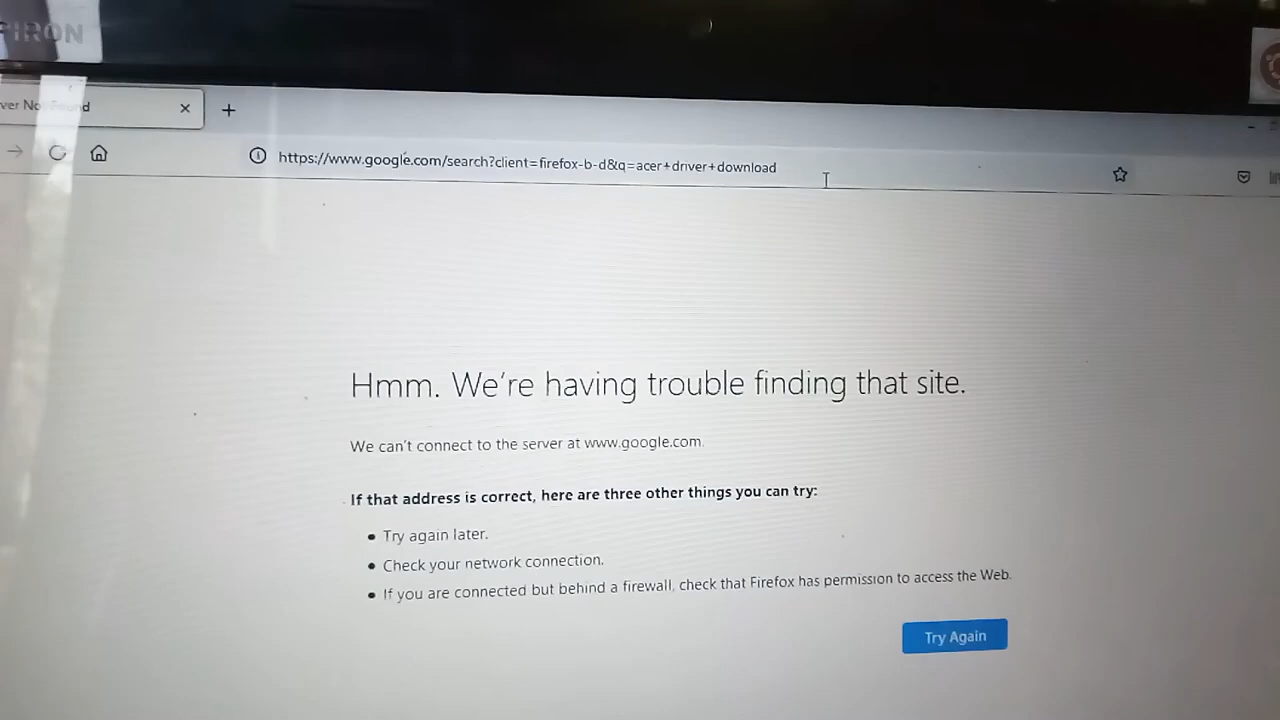 IRON
ver No
d
https://www.google.com/search?client=firefox-b-d&q=acer+driver+download
Hmm. We're having trouble finding that site.
We can't connect to the server at www.google.com.
If that address is correct, here are three other things you can try:
• Try again later.
• Check your network connection.
• If you are connected but behind a firewall, check that Firefox has permission to access the Web.
Try Again